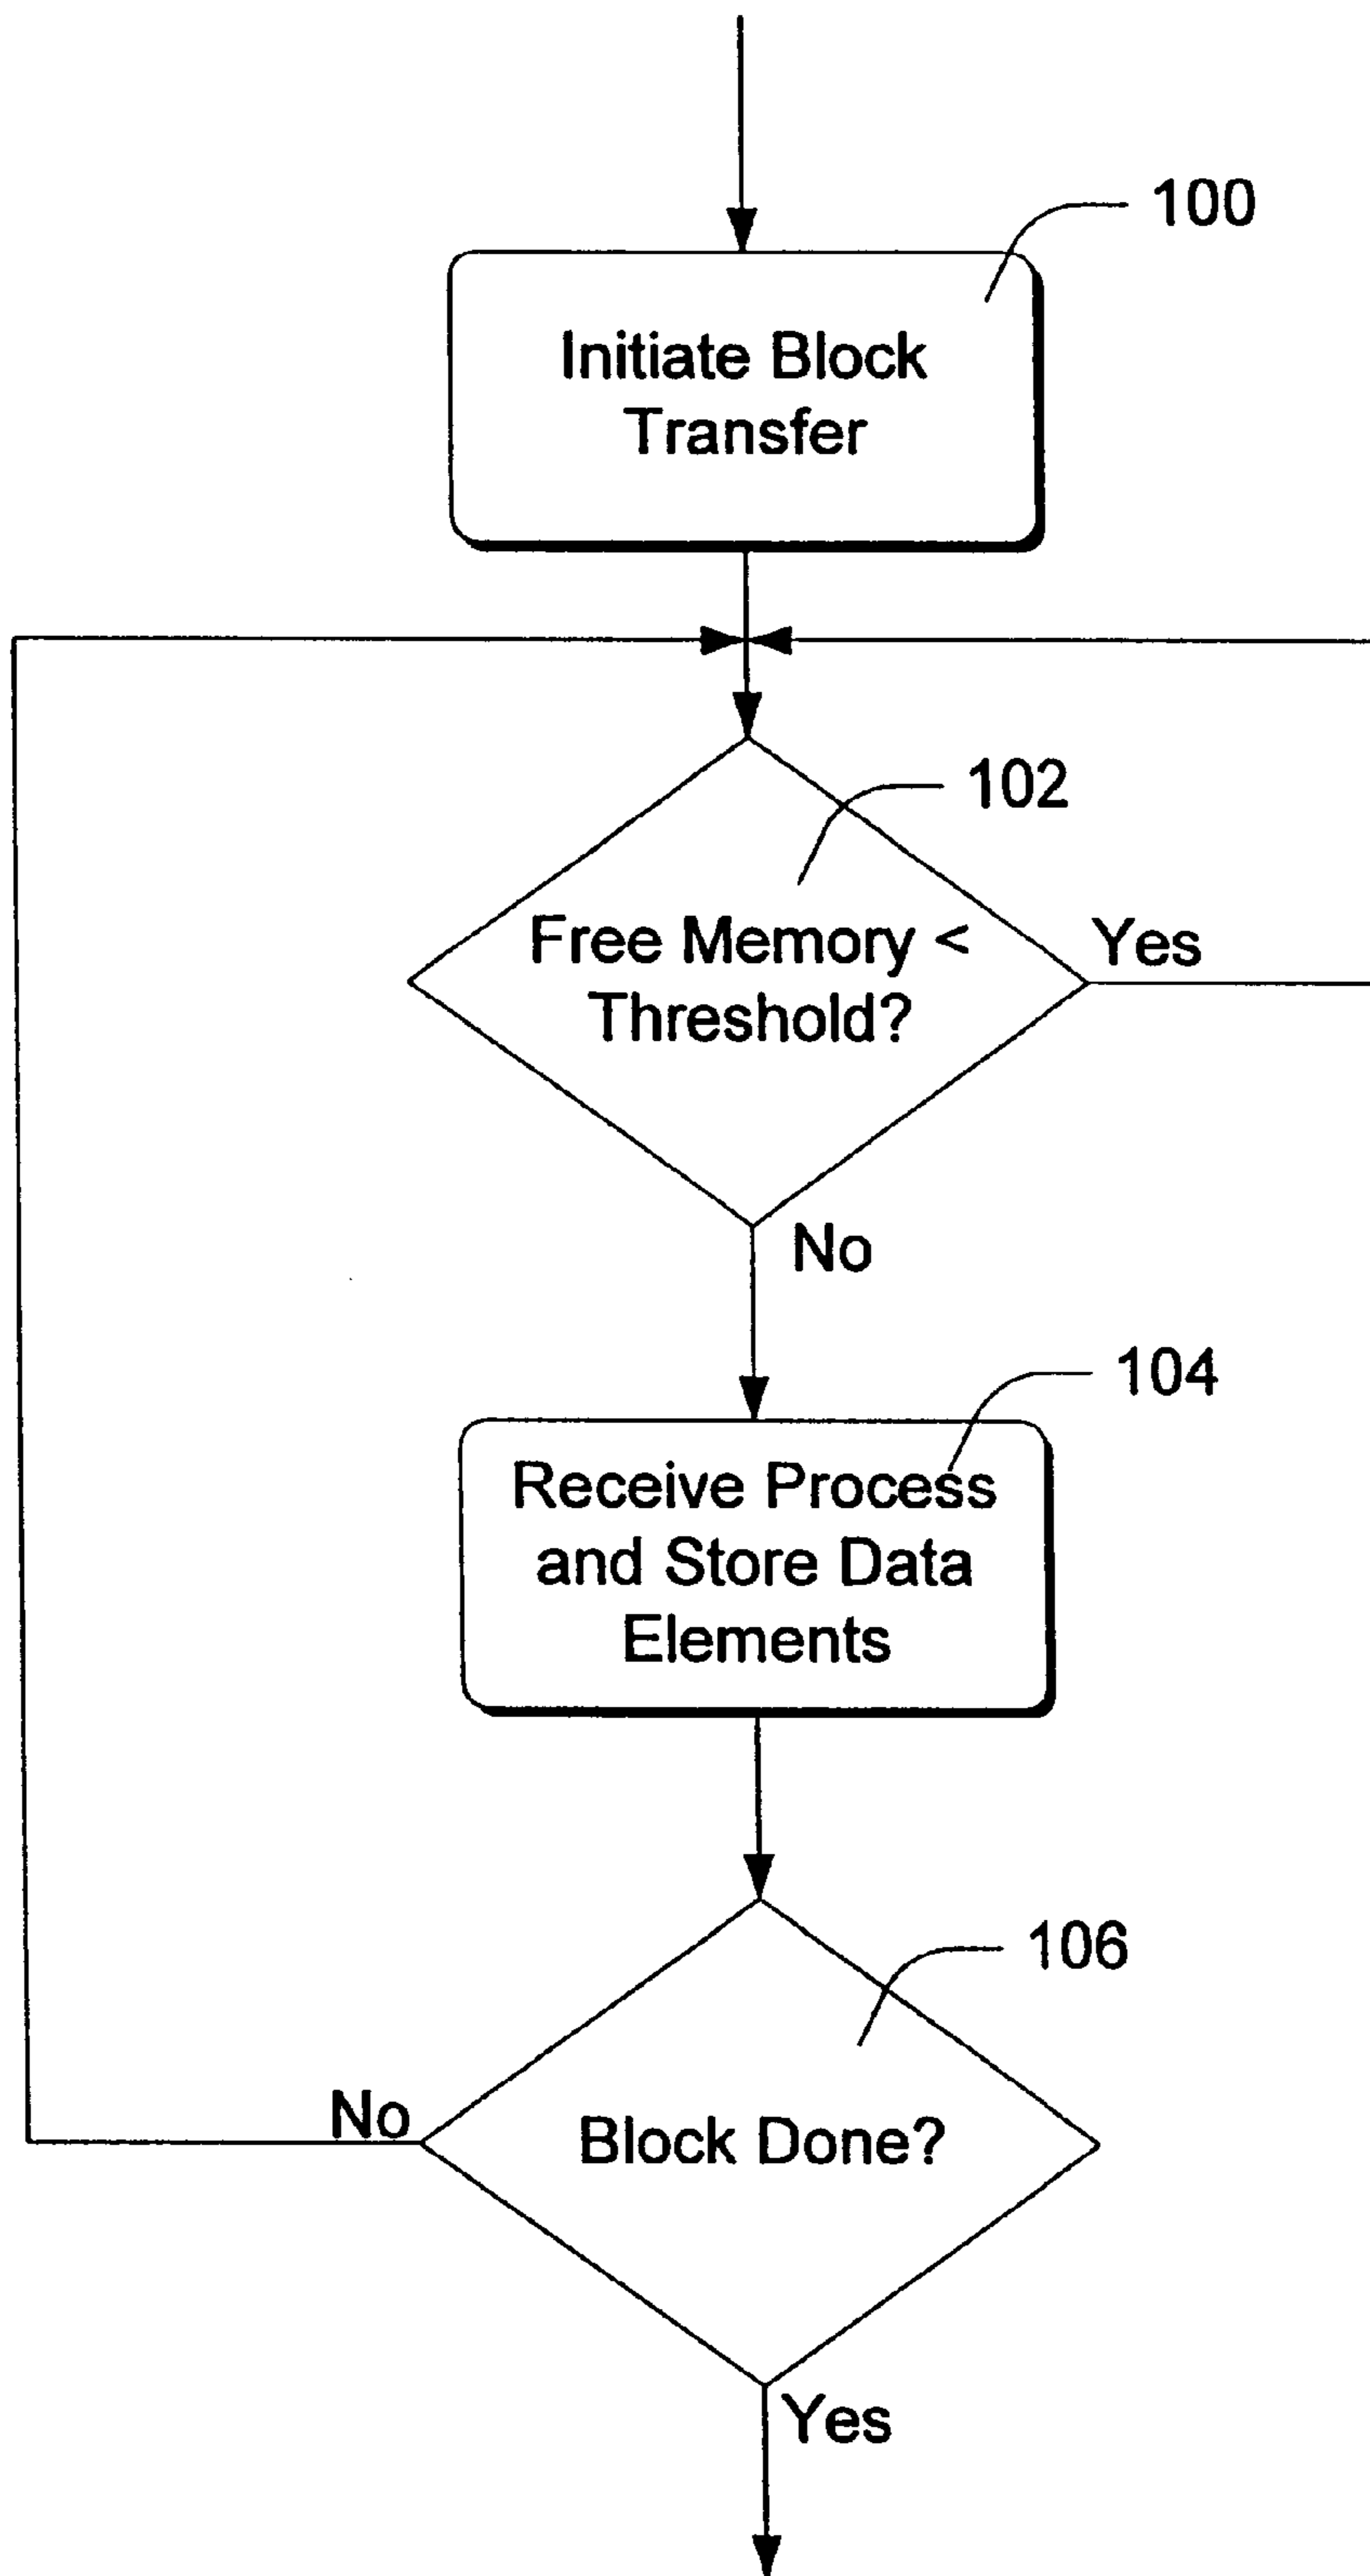 100
Initiate Block
Transfer
102
Free Memory <
Threshold?
Yes
No
104
Receive Process
and Store Data
Elements
106
No
Block Done?
Yes